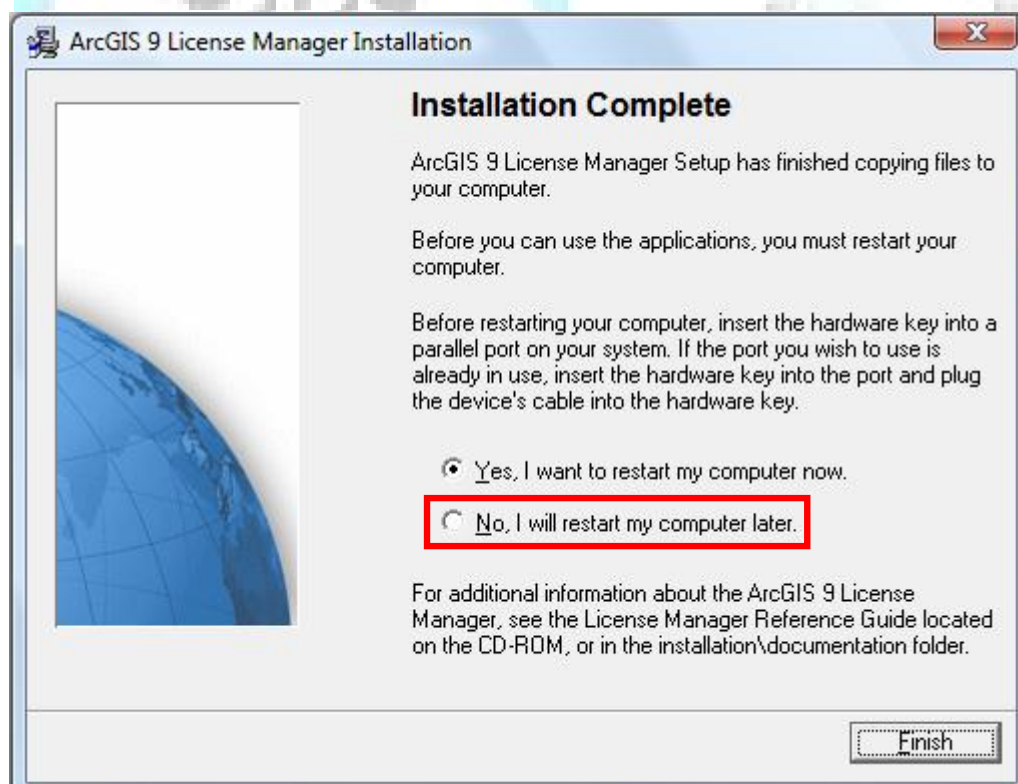 ArcGIS 9 License Manager Installation
Installation Complete
ArcGIS 9 License Manager Setup has finished copying files to
your computer.
Before you can use the applications, you must restart your
computer.
Before restarting your computer, insert the hardware key into a
parallel port on your system. If the port you wish to use is
already in use, insert the hardware key into the port and plug
the device's cable into the hardware key.
Yes, I want to restart my computer now.
No, I will restart my computer later.
For additional information about the ArcGIS 9 License
Manager, see the License Manager Reference Guide located
on the CD-ROM, or in the installation\documentation folder.
Finish